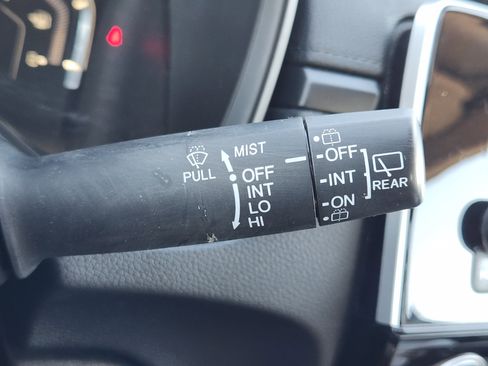 MIST
PULL
OFF
INT
LO
HI
OFF
INT
ON
REAR